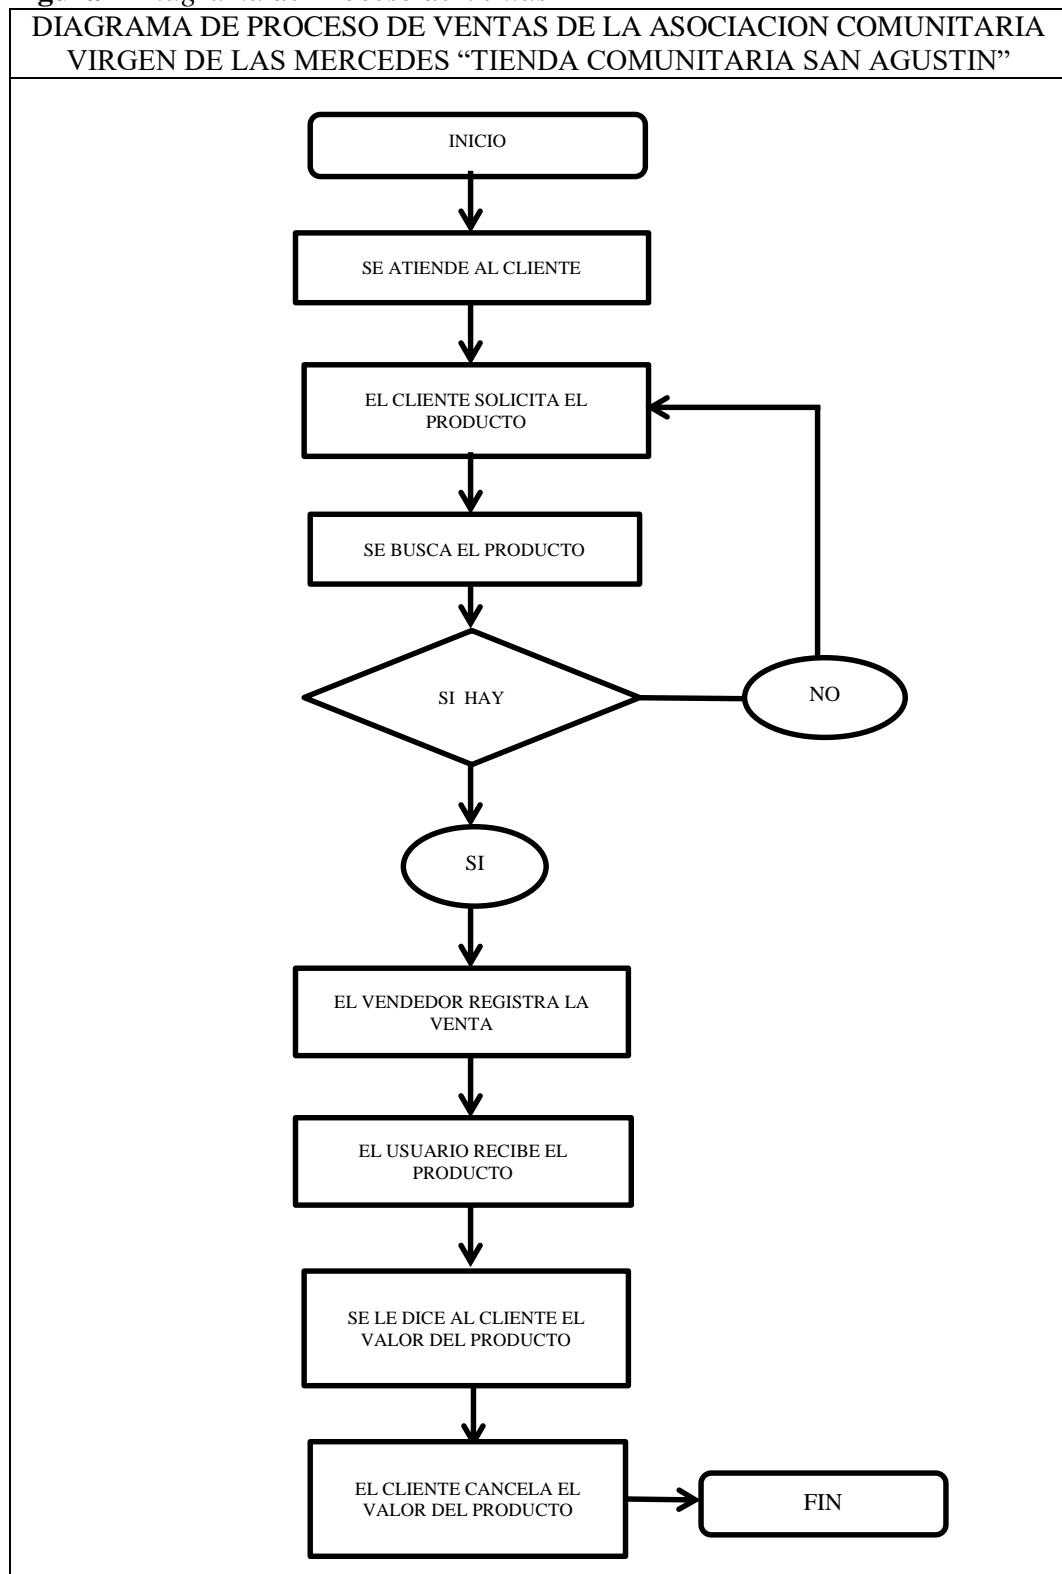 DIAGRAMA DE PROCESO DE VENTAS DE LA ASOCIACION COMUNITARIA
VIRGEN DE LAS MERCEDES “TIENDA COMUNITARIA SAN AGUSTIN”
INICIO
SE ATIENDE AL CLIENTE
EL CLIENTE SOLICITA EL
PRODUCTO
SE BUSCA EL PRODUCTO
SI HAY
NO
SI
EL VENDEDOR REGISTRA LA
VENTA
EL USUARIO RECIBE EL
PRODUCTO
SE LE DICE AL CLIENTE EL
VALOR DEL PRODUCTO
EL CLIENTE CANCELA EL
VALOR DEL PRODUCTO
FIN